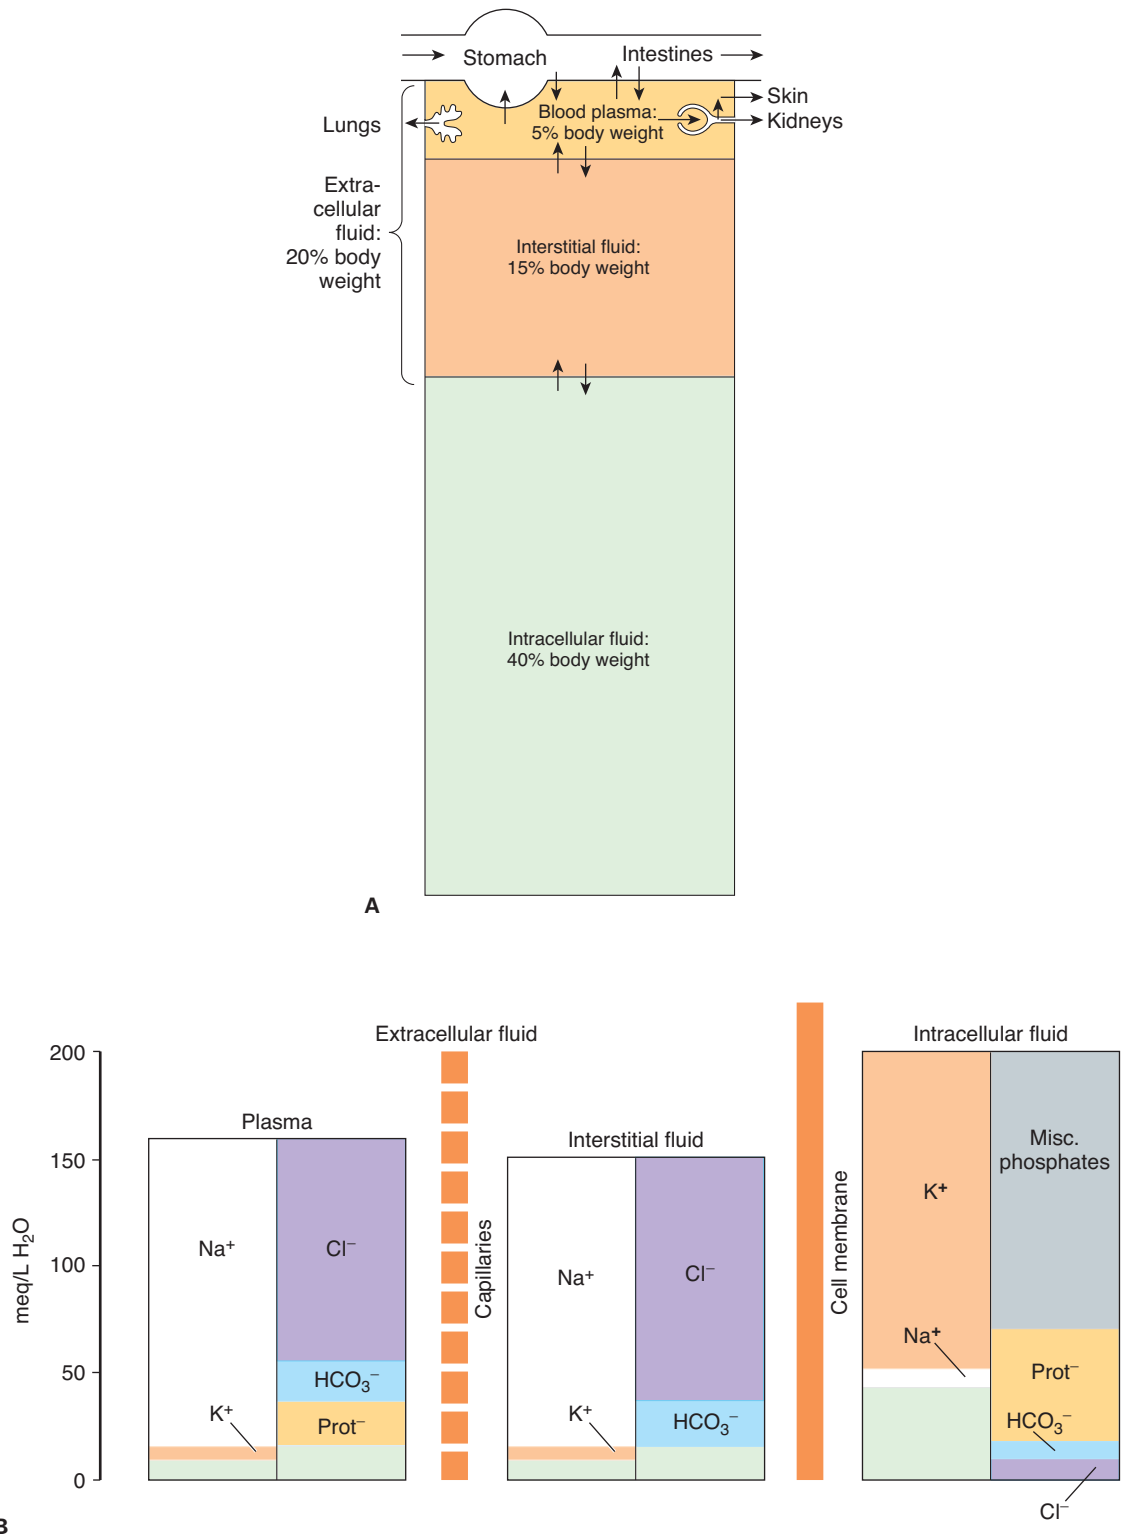 Stomach
Intestines
Skin
Kidneys
Lungs
Blood plasma:
5% body weight
Extra-
cellular
fluid:
20% body
weight
Interstitial fluid:
15% body weight
Intracellular fluid:
40% body weight
A
Extracellular fluid
Intracellular fluid
200
150
100
50
0
meq/L H₂O
Plasma
Na⁺
Cl⁻
HCO₃⁻
K⁺
Prot⁻
Capillaries
Interstitial fluid
Na⁺
Cl⁻
K⁺
HCO₃⁻
Cell membrane
K⁺
Misc.
phosphates
Na⁺
Prot⁻
HCO₃⁻
Cl⁻
B